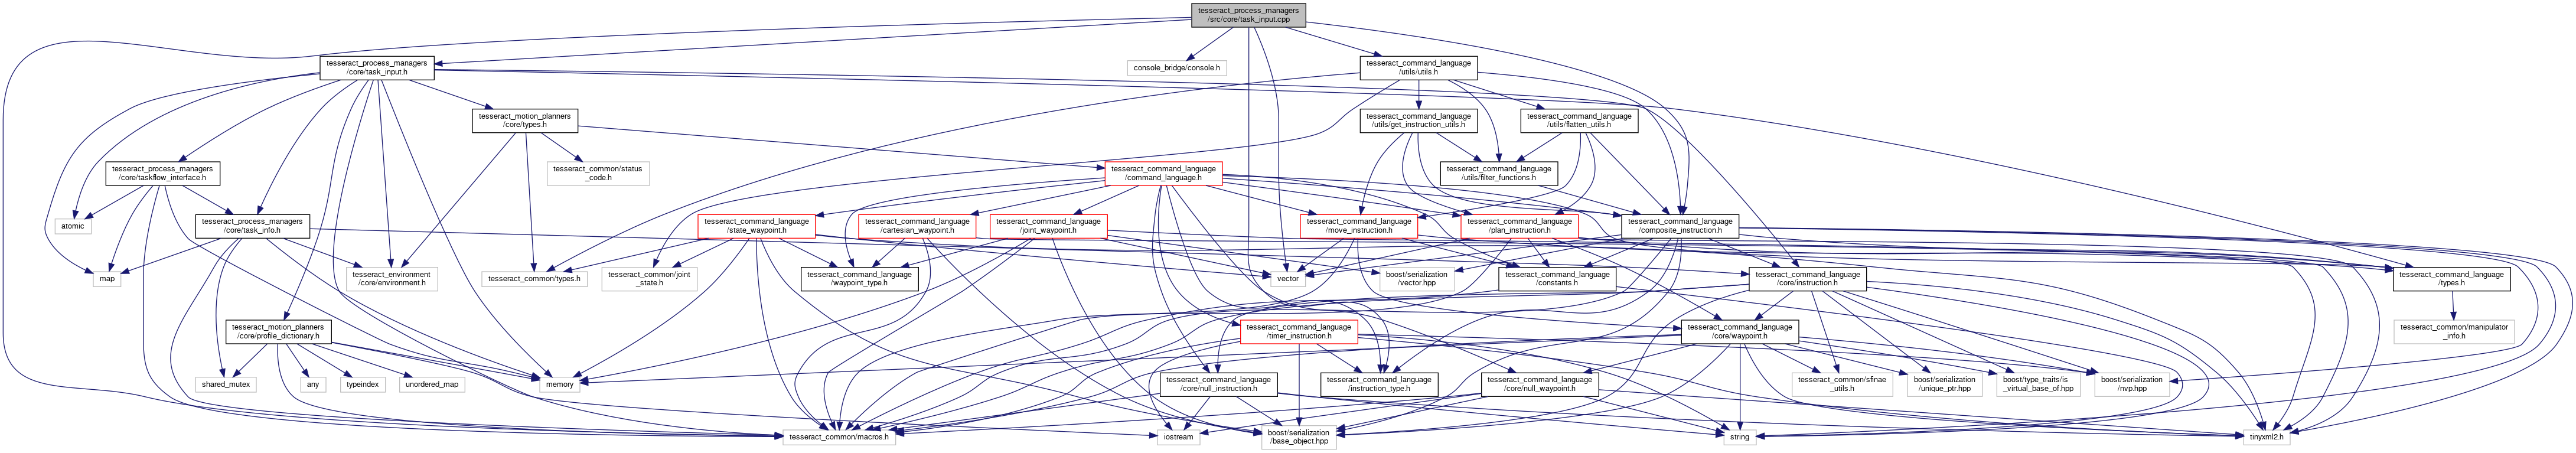 tesseract_process_managers
/src/core/task_input.cpp
tesseract_process_managers
/core/task_input.h
console_bridge/console.h
tesseract_command_language
/utils/utils.h
tesseract_motion_planners
/core/types.h
tesseract_command_language
/utils/get_instruction_utils.h
tesseract_command_language
/utils/flatten_utils.h
tesseract_process_managers
/core/taskflow_interface.h
tesseract_common/status
_code.h
tesseract_command_language
/command_language.h
tesseract_command_language
/utils/filter_functions.h
atomic
tesseract_process_managers
/core/task_info.h
tesseract_command_language
/state_waypoint.h
tesseract_command_language
/cartesian_waypoint.h
tesseract_command_language
/joint_waypoint.h
tesseract_command_language
/move_instruction.h
tesseract_command_language
/plan_instruction.h
tesseract_command_language
/composite_instruction.h
map
tesseract_environment
/core/environment.h
tesseract_common/types.h
tesseract_common/joint
_state.h
tesseract_command_language
/waypoint_type.h
vector
boost/serialization
/vector.hpp
tesseract_command_language
/constants.h
tesseract_command_language
/core/instruction.h
tesseract_command_language
/types.h
tesseract_motion_planners
/core/profile_dictionary.h
tesseract_command_language
/timer_instruction.h
tesseract_command_language
/core/waypoint.h
tesseract_common/manipulator
_info.h
shared_mutex
any
typeindex
unordered_map
memory
tesseract_command_language
/core/null_instruction.h
tesseract_command_language
/instruction_type.h
tesseract_command_language
/core/null_waypoint.h
tesseract_common/sfinae
_utils.h
boost/serialization
/unique_ptr.hpp
boost/type_traits/is
_virtual_base_of.hpp
boost/serialization
/nvp.hpp
tesseract_common/macros.h
iostream
boost/serialization
/base_object.hpp
string
tinyxml2.h